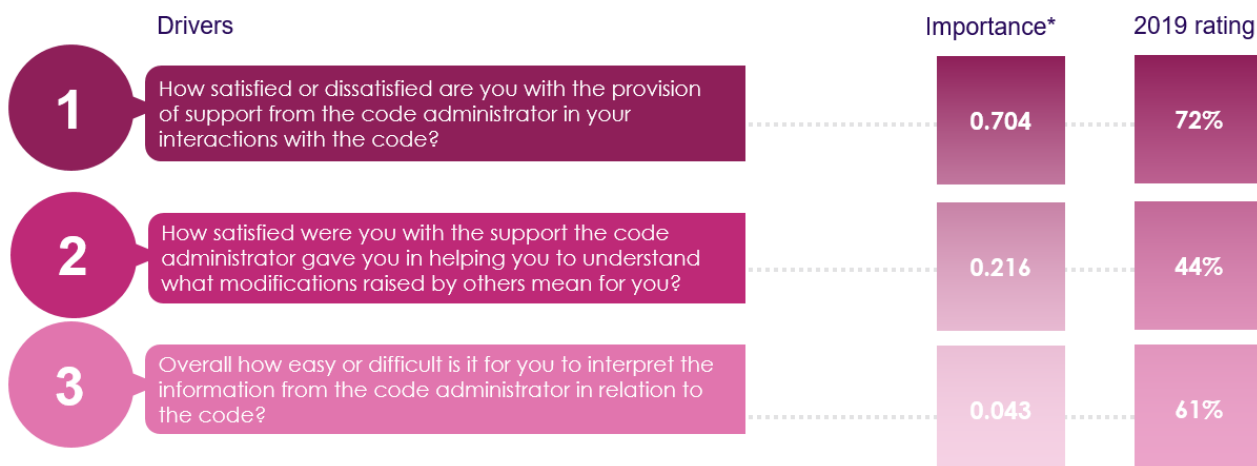 Drivers Importance* 2019 rating
1
How satisfied or dissatisfied are you with the provision
of support from the code administrator in your
interactions with the code?
0.704 72%
2
How satisfied were you with the support the code
administrator gave you in helping you to understand
what modifications raised by others mean for you?
0.216 44%
3
Overall how easy or difficult is it for you to interpret the
information from the code administrator in relation to
the code?
0.043 61%